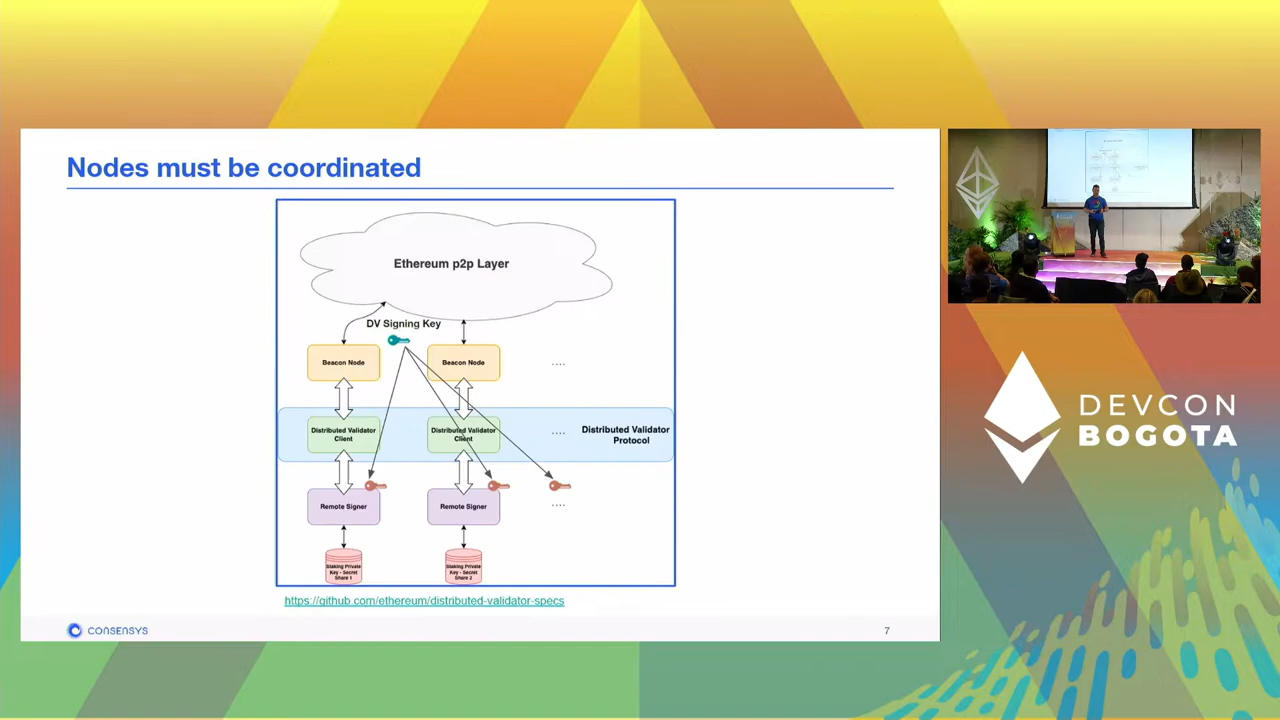 Nodes must be coordinated
Ethereum p2p Layer
DV Signing Key
Beacon Node
Beacon Node
....
Distributed Validator
Client
Distributed Validator
Client
....
Distributed Validator
Protocol
Remote Signer
Remote Signer
....
Staking Private
Key - Secret
Share 1
Staking Private
Key - Secret
Share 2
https://github.com/ethereum/distributed-validator-specs
CONSENSYS
7
DEVCON
BOGOTA